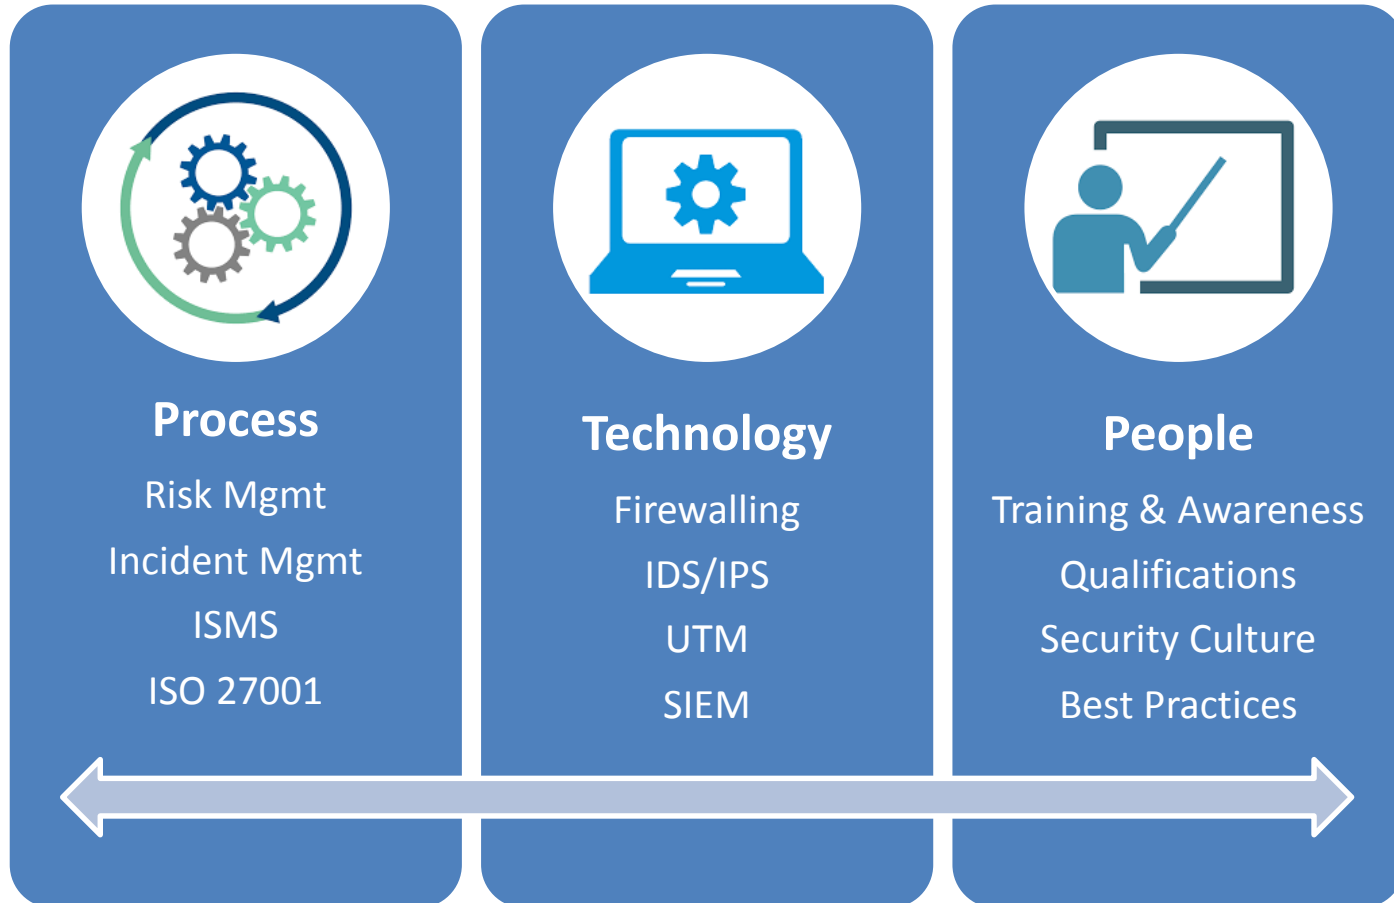 Process
Risk Mgmt
Incident Mgmt
ISMS
ISO 27001
Technology
Firewalling
IDS/IPS
UTM
SIEM
People
Training & Awareness
Qualifications
Security Culture
Best Practices